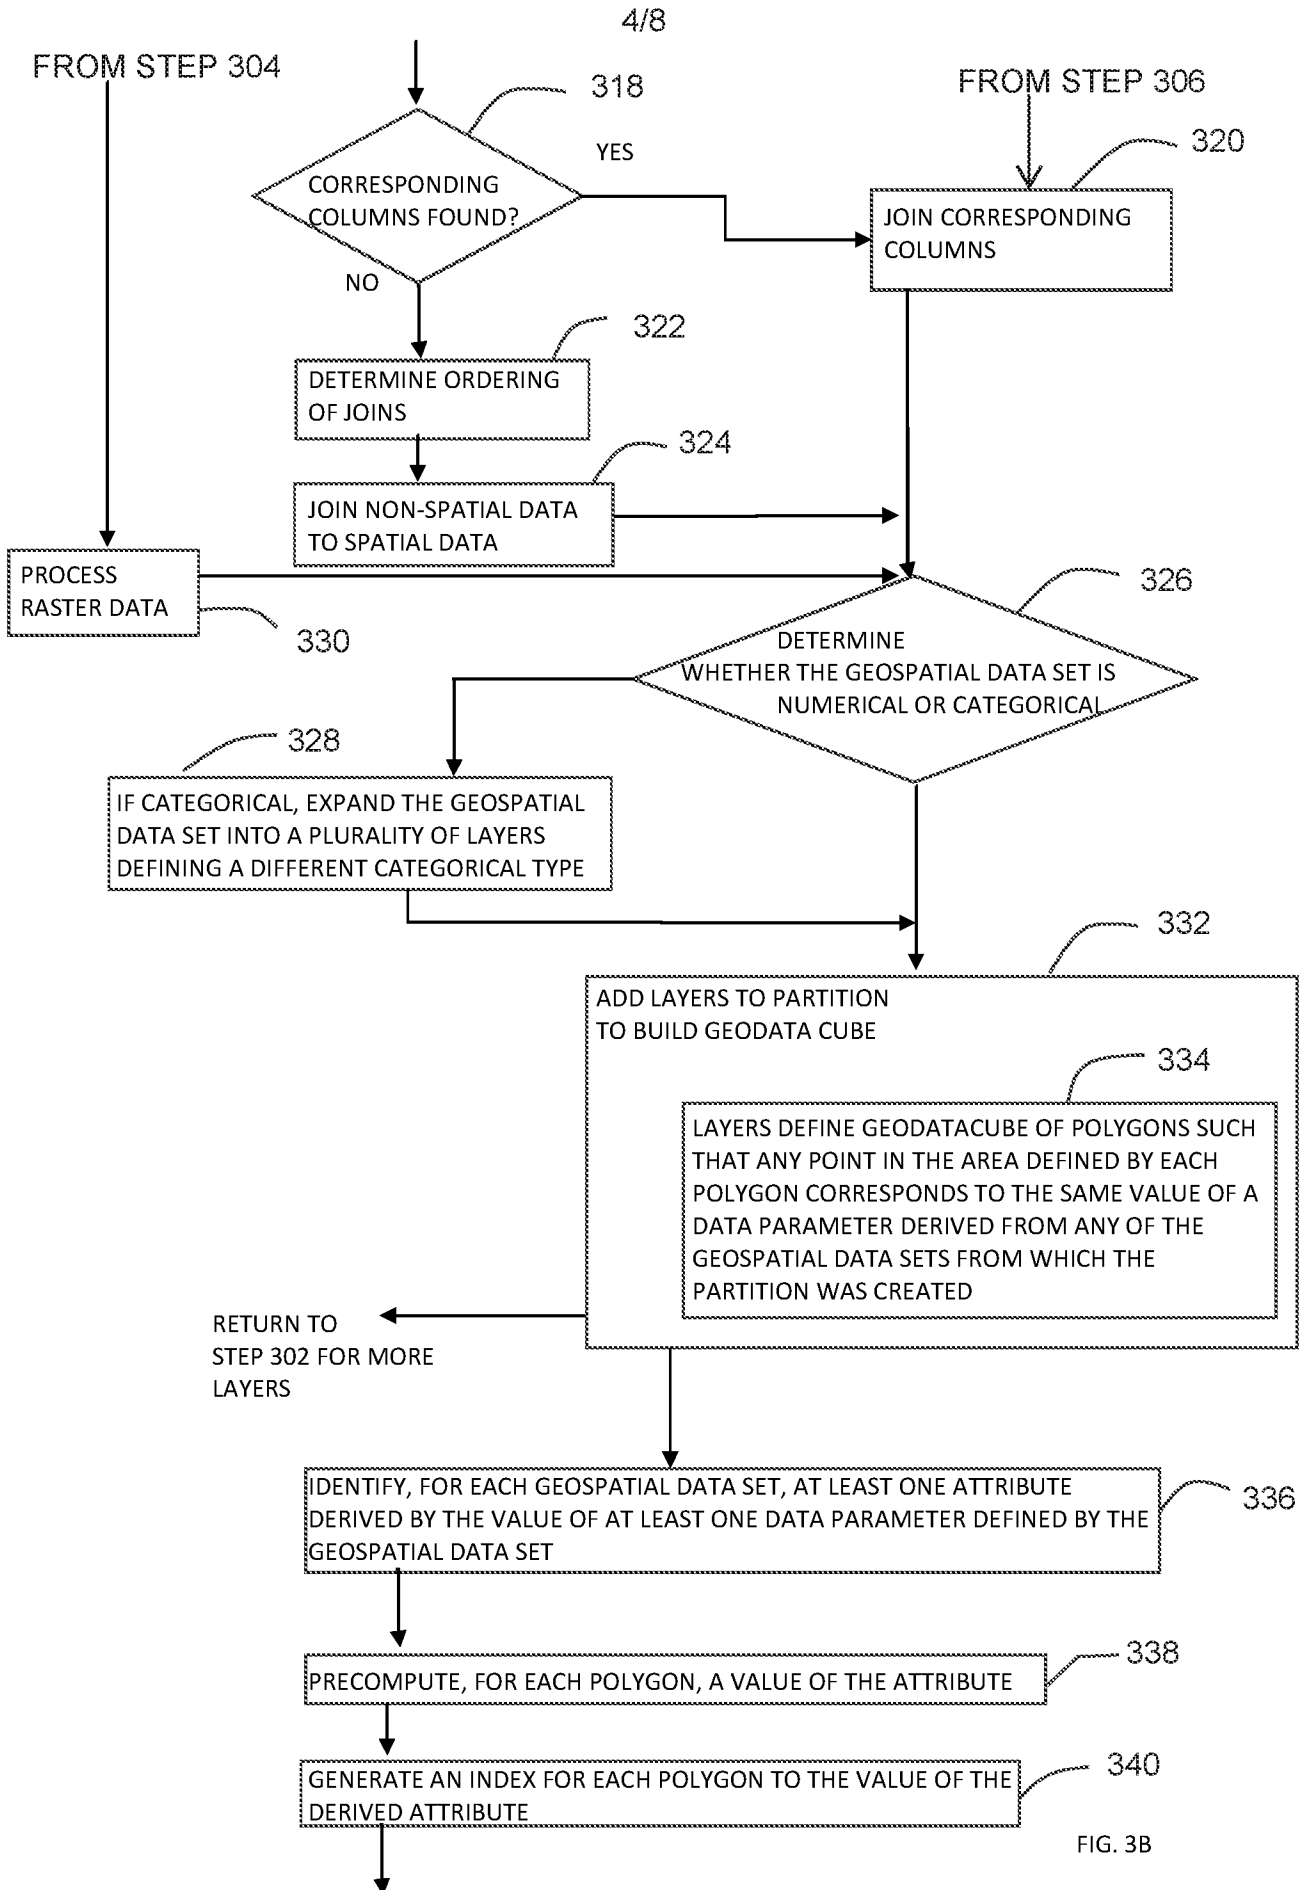 4/8
FROM STEP 304
318
FROM STEP 306
YES
320
CORRESPONDING
COLUMNS FOUND?
JOIN CORRESPONDING
COLUMNS
NO
322
DETERMINE ORDERING
OF JOINS
324
JOIN NON-SPATIAL DATA
TO SPATIAL DATA
PROCESS
RASTER DATA
330
326
DETERMINE
WHETHER THE GEOSPATIAL DATA SET IS
NUMERICAL OR CATEGORICAL
328
IF CATEGORICAL, EXPAND THE GEOSPATIAL
DATA SET INTO A PLURALITY OF LAYERS
DEFINING A DIFFERENT CATEGORICAL TYPE
332
ADD LAYERS TO PARTITION
TO BUILD GEODATA CUBE
334
LAYERS DEFINE GEODATACUBE OF POLYGONS SUCH
THAT ANY POINT IN THE AREA DEFINED BY EACH
POLYGON CORRESPONDS TO THE SAME VALUE OF A
DATA PARAMETER DERIVED FROM ANY OF THE
GEOSPATIAL DATA SETS FROM WHICH THE
PARTITION WAS CREATED
RETURN TO
STEP 302 FOR MORE
LAYERS
IDENTIFY, FOR EACH GEOSPATIAL DATA SET, AT LEAST ONE ATTRIBUTE
DERIVED BY THE VALUE OF AT LEAST ONE DATA PARAMETER DEFINED BY THE
GEOSPATIAL DATA SET
336
338
PRECOMPUTE, FOR EACH POLYGON, A VALUE OF THE ATTRIBUTE
340
GENERATE AN INDEX FOR EACH POLYGON TO THE VALUE OF THE
DERIVED ATTRIBUTE
FIG. 3B